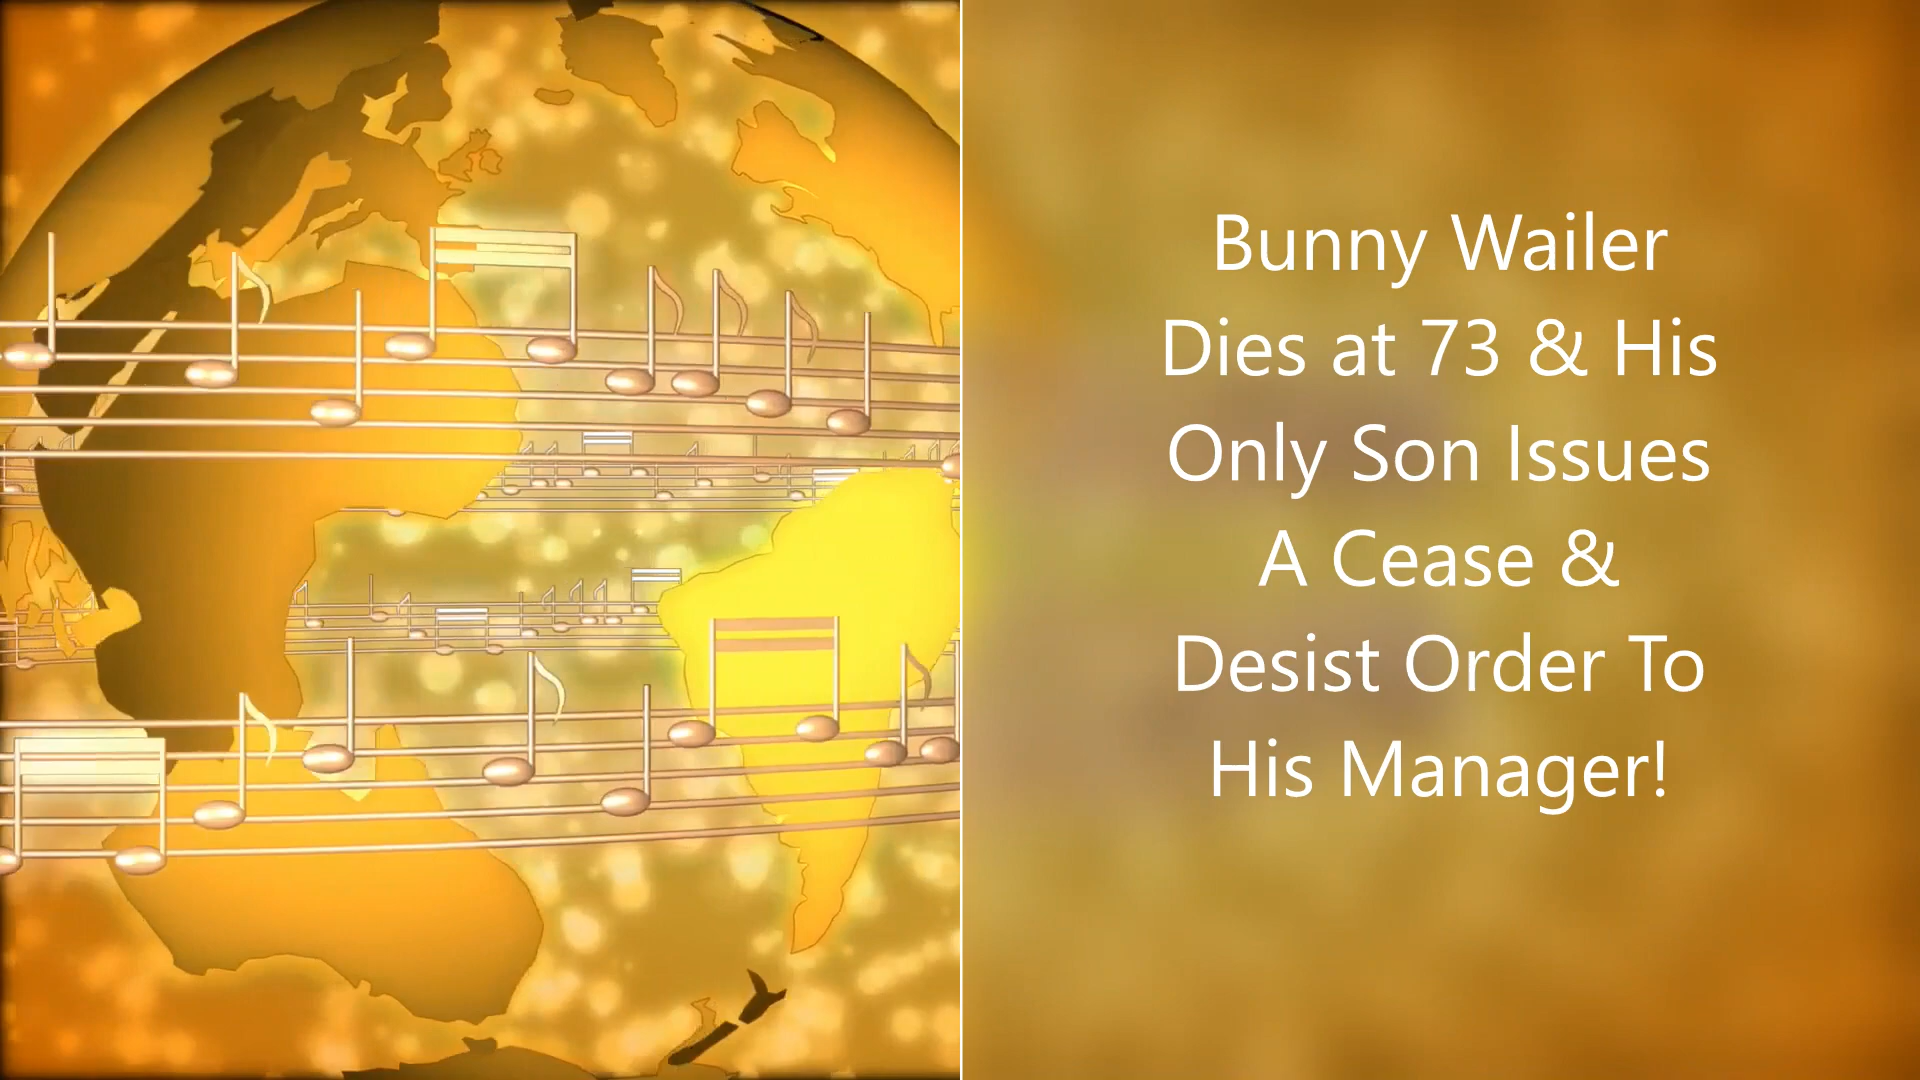 Bunny Wailer
Dies at 73 & His
Only Son Issues
A Cease &
Desist Order To
His Manager!